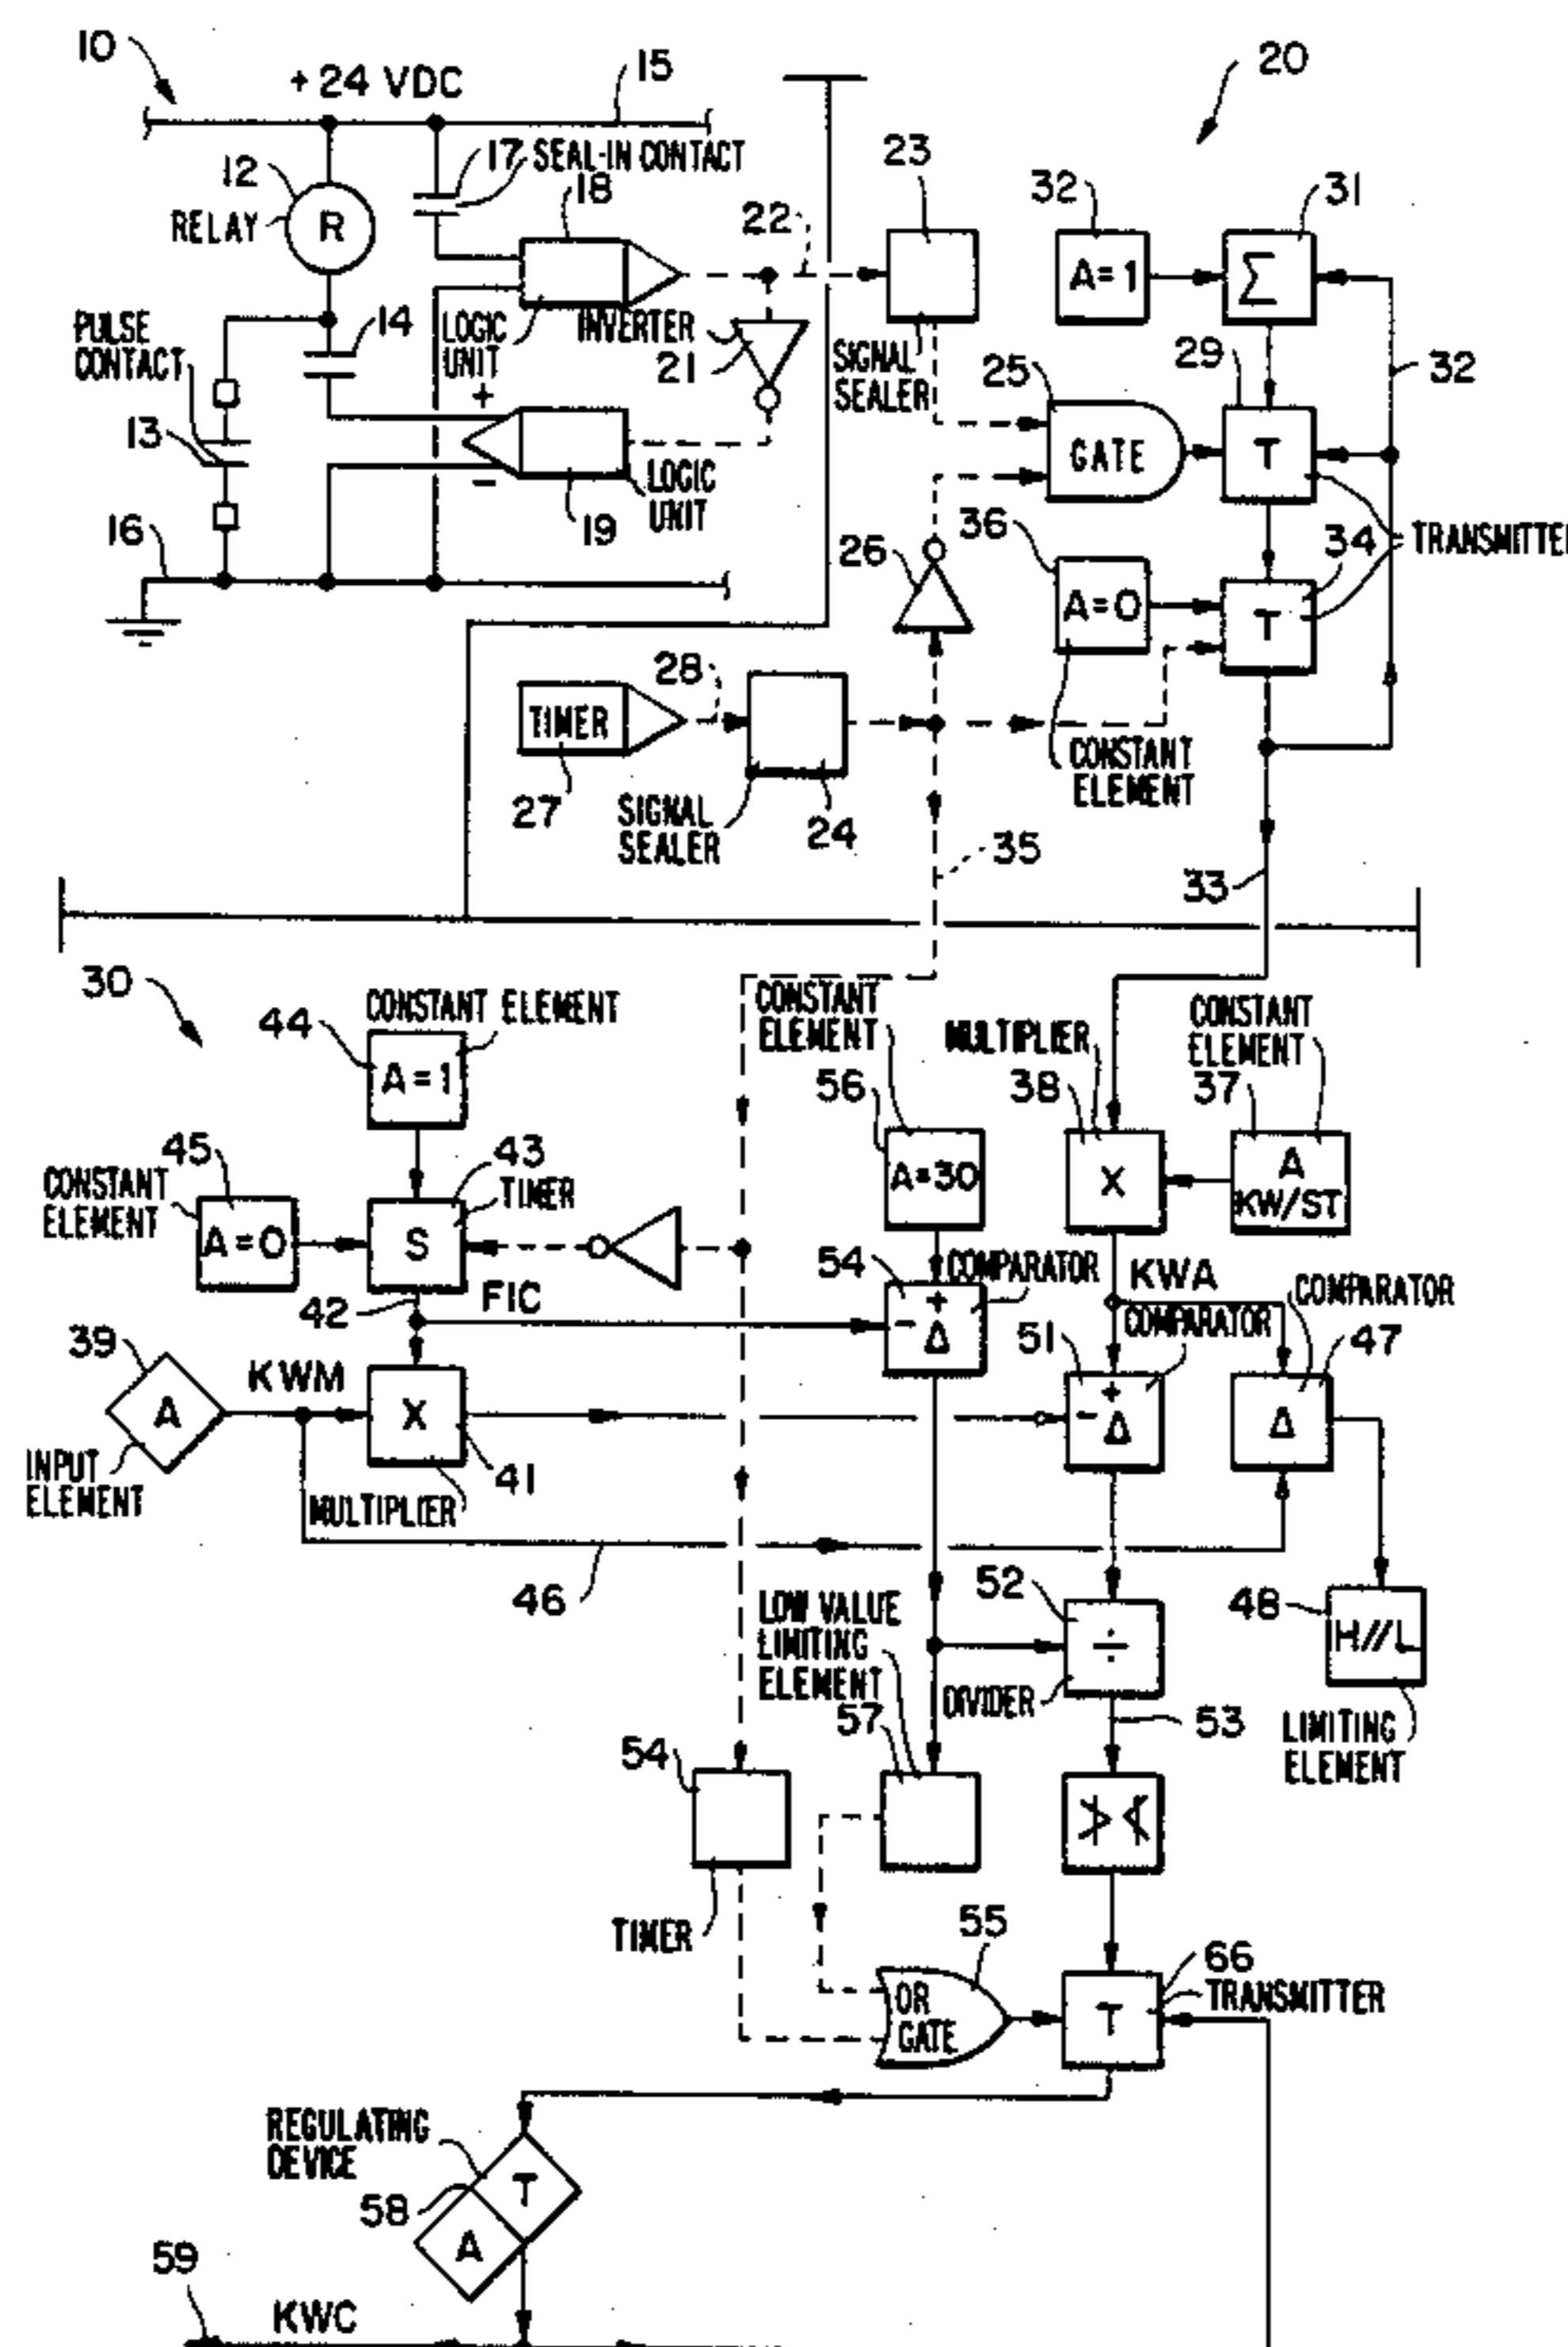 10
+24 VDC
15
20
12
RELAY
R
17 SEAL-IN CONTACT
18
23
32
A=1
31
Σ
22
PULSE
CONTACT
14
LOGIC
UNIT
INVERTER
21
SIGNAL
SEALER
29
32
25
GATE
T
13
+
-
LOGIC
UNIT
19
16
26
36
A=0
34
T
TRANSMITTE
28
TIMER
27
SIGNAL
SEALER
24
CONSTANT
ELEMENT
35
33
30
44
CONSTANT ELEMENT
A=1
CONSTANT
ELEMENT
56
A=30
MULTIPLIER
38
X
CONSTANT
ELEMENT
37
A
KW/ST
45
CONSTANT
ELEMENT
A=0
43
TIMER
S
42
FIC
54
COMPARATOR
+
- Δ
KWA
COMPARATOR
51
+
- Δ
COMPARATOR
47
Δ
39
A
KWM
X
41
INPUT
ELEMENT
MULTIPLIER
46
LOW VALUE
LIMITING
ELEMENT
57
52
÷
DIVIDER
53
48
H//L
LIMITING
ELEMENT
54
TIMER
55
OR
GATE
66
TRANSMITTER
T
REGULATING
DEVICE
58
T
A
59
KWC